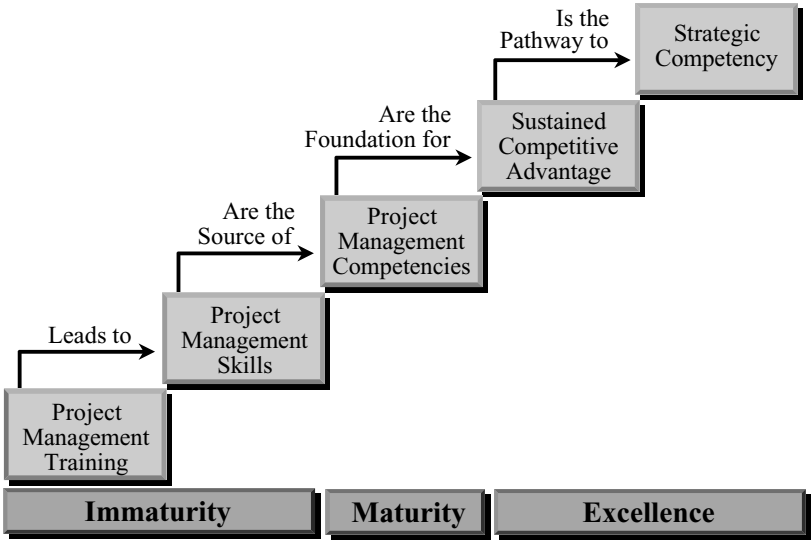 Is the
Pathway to
Strategic
Competency
Are the
Foundation for
Sustained
Competitive
Advantage
Are the
Source of
Project
Management
Competencies
Leads to
Project
Management
Skills
Project
Management
Training
Immaturity
Maturity
Excellence